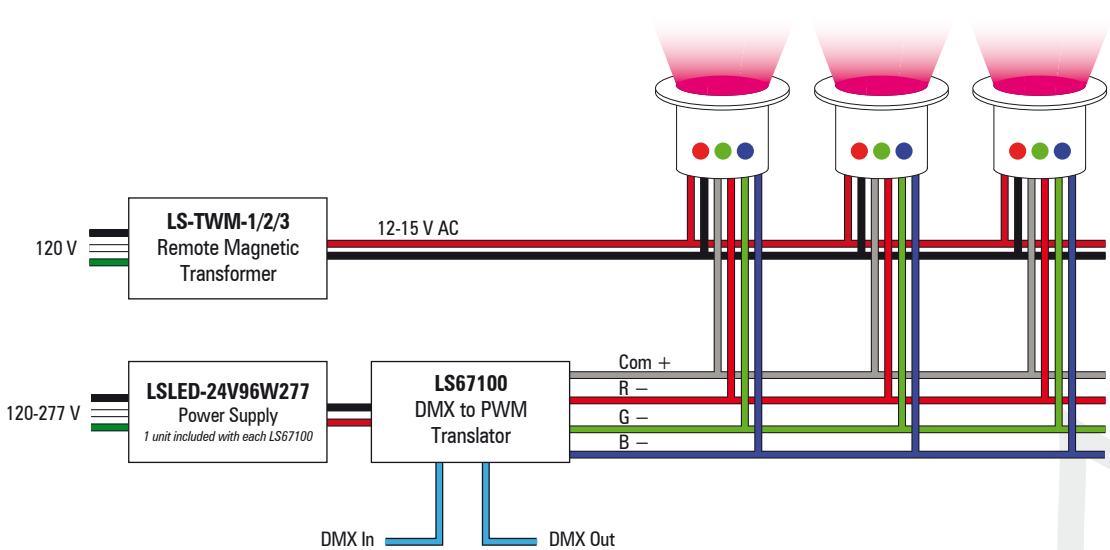 LS-TWM-1/2/3
Remote Magnetic
Transformer
120 V
12-15 V AC
LSLED-24V96W277
Power Supply
1 unit included with each LS67100
120-277 V
LS67100
DMX to PWM
Translator
Com +
R –
G –
B –
DMX In
DMX Out